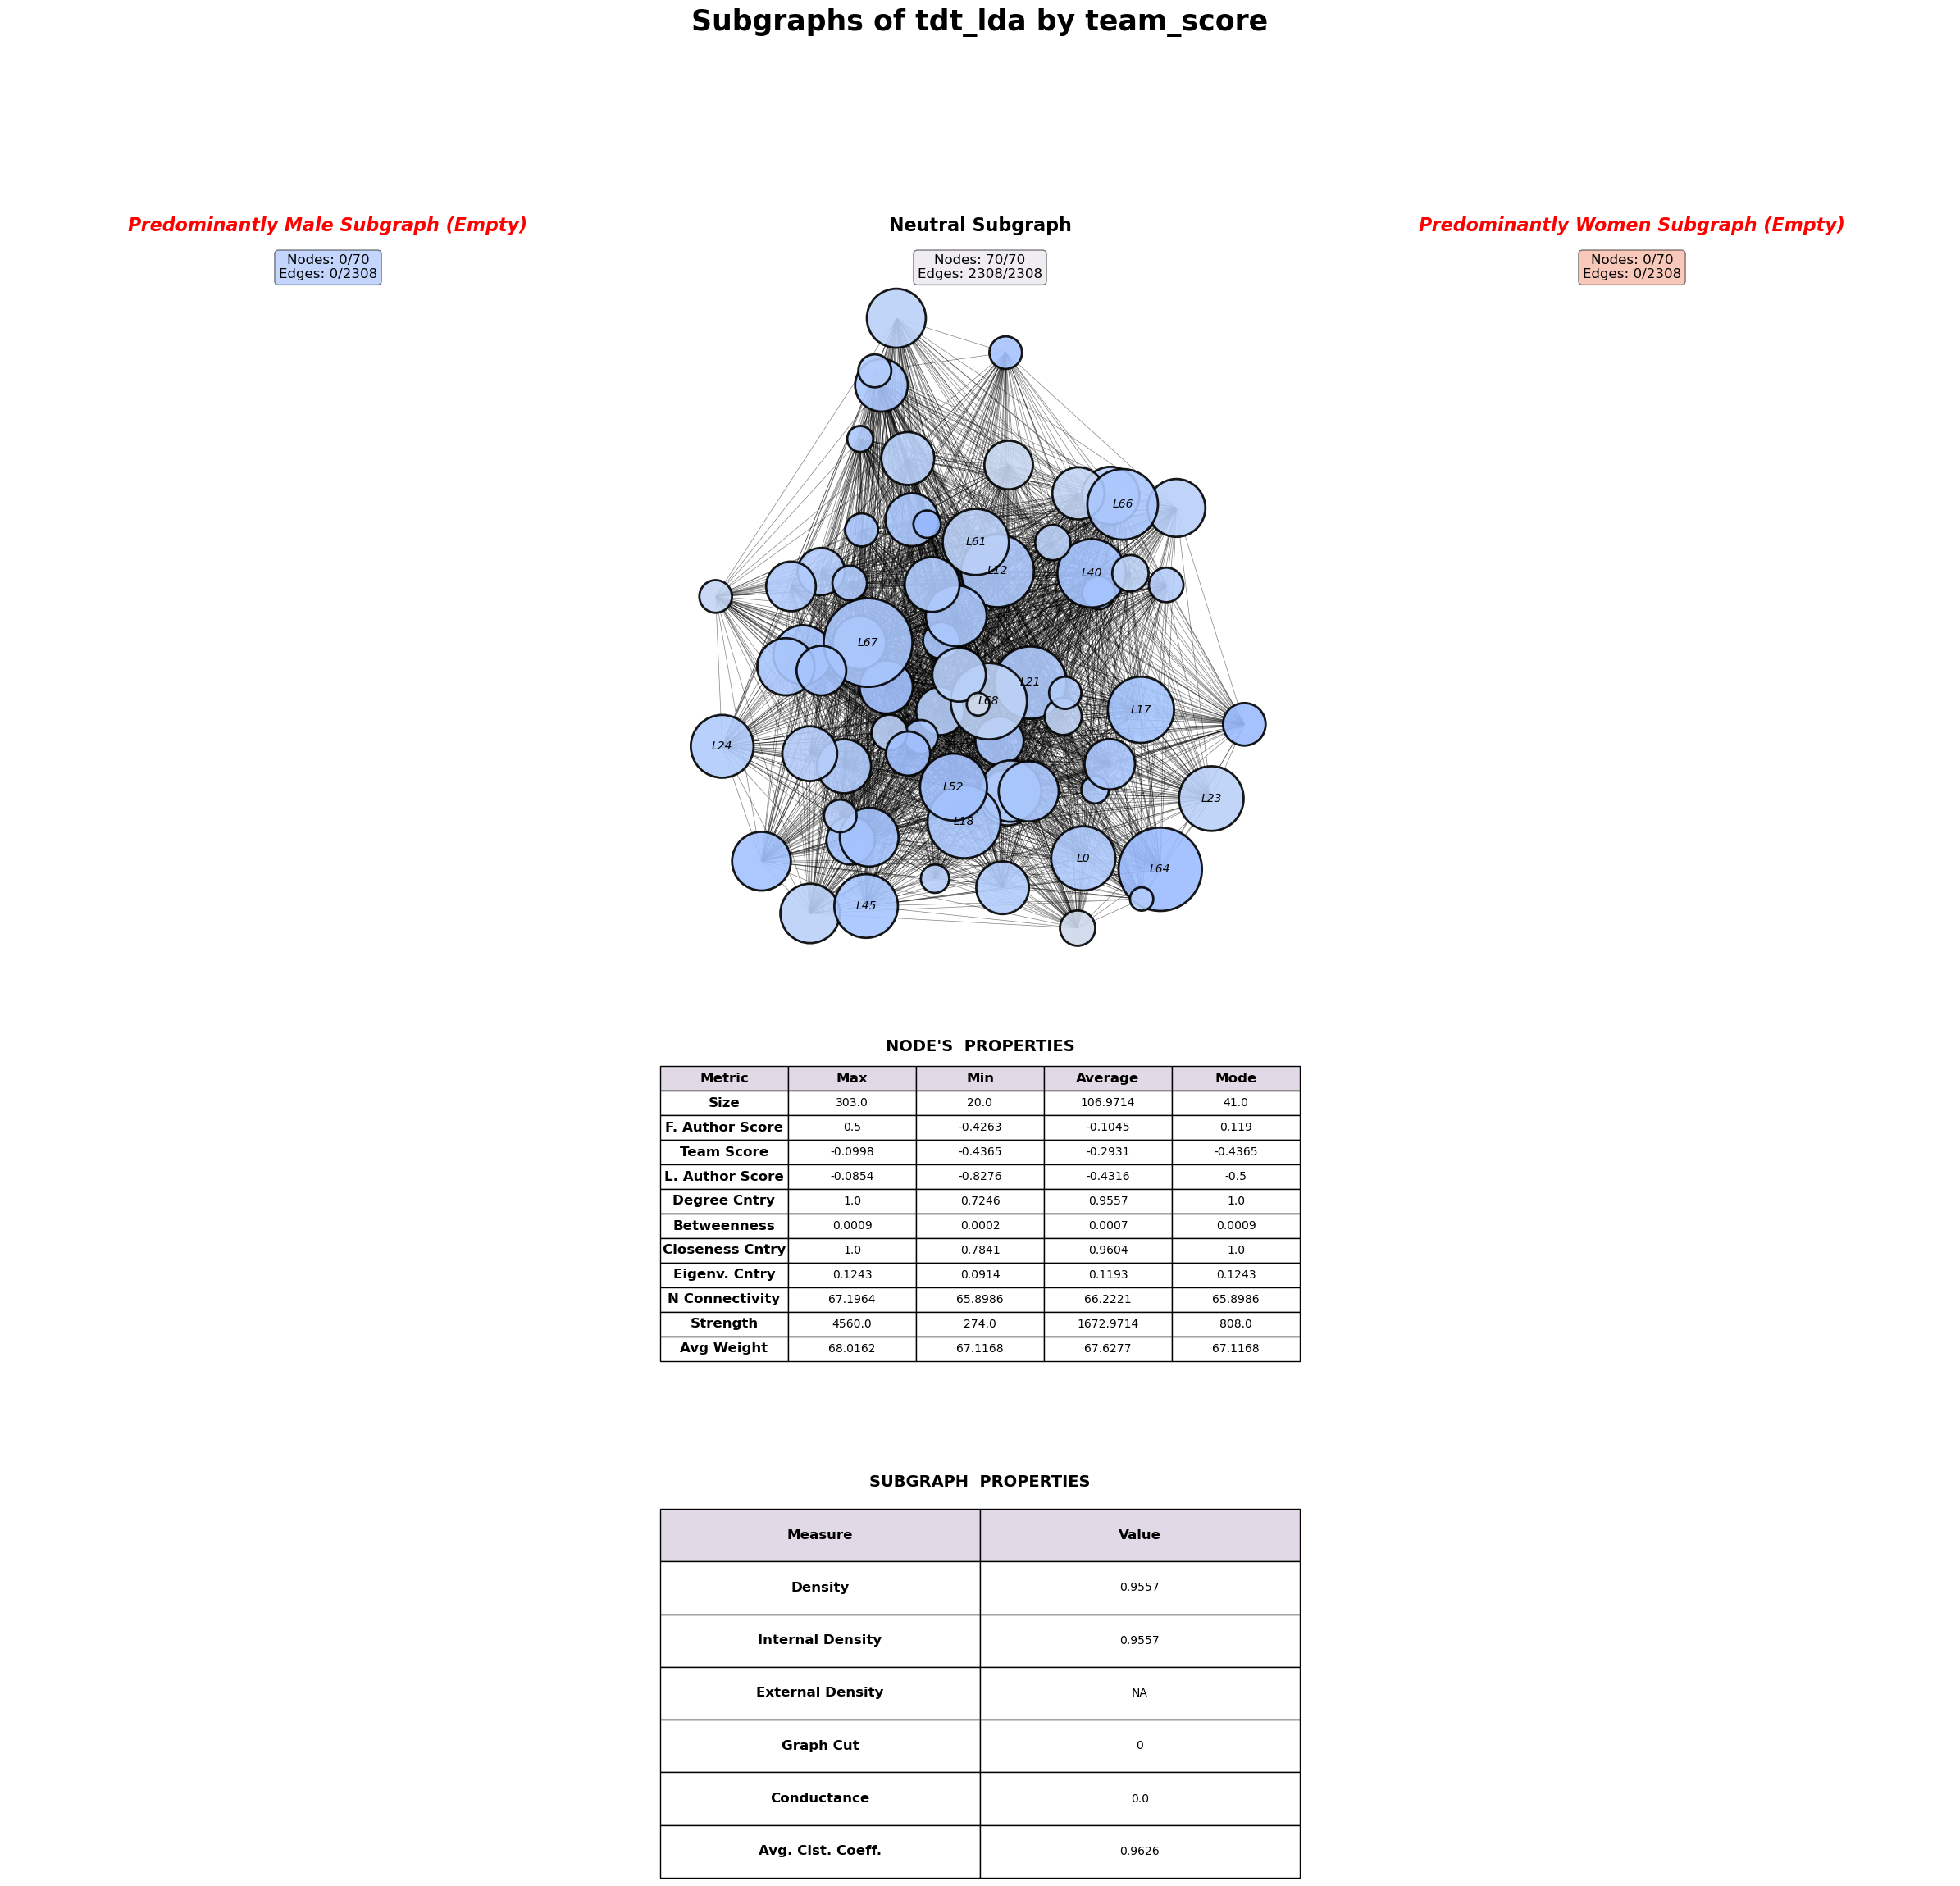 Subgraphs of tdt_lda by team_score
Predominantly Male Subgraph (Empty)
Nodes: 0/70
Edges: 0/2308
Neutral Subgraph
Nodes: 70/70
Edges: 2308/2308
Predominantly Women Subgraph (Empty)
Nodes: 0/70
Edges: 0/2308
L66
L61
L12
L40
L67
L21
L68
L17
L24
L52
L23
L18
L0
L64
L45
NODE'S PROPERTIES
Metric Max Min Average Mode
Size 303.0 20.0 106.9714 41.0
F. Author Score 0.5 -0.4263 -0.1045 0.119
Team Score -0.0998 -0.4365 -0.2931 -0.4365
L. Author Score -0.0854 -0.8276 -0.4316 -0.5
Degree Cntry 1.0 0.7246 0.9557 1.0
Betweenness 0.0009 0.0002 0.0007 0.0009
Closeness Cntry 1.0 0.7841 0.9604 1.0
Eigenv. Cntry 0.1243 0.0914 0.1193 0.1243
N Connectivity 67.1964 65.8986 66.2221 65.8986
Strength 4560.0 274.0 1672.9714 808.0
Avg Weight 68.0162 67.1168 67.6277 67.1168
SUBGRAPH PROPERTIES
Measure Value
Density 0.9557
Internal Density 0.9557
External Density NA
Graph Cut 0
Conductance 0.0
Avg. Clst. Coeff. 0.9626